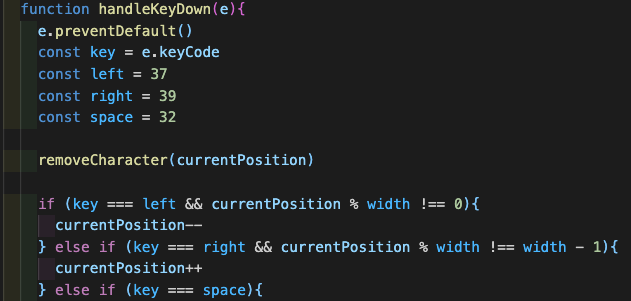 function handleKeyDown(e){
e.preventDefault()
const key = e.keyCode
const left = 37
const right = 39
const space = 32
removeCharacter(currentPosition)
if (key === left && currentPosition % width !== 0){
currentPosition--
} else if (key === right && currentPosition % width !== width - 1){
currentPosition++
} else if (key === space){